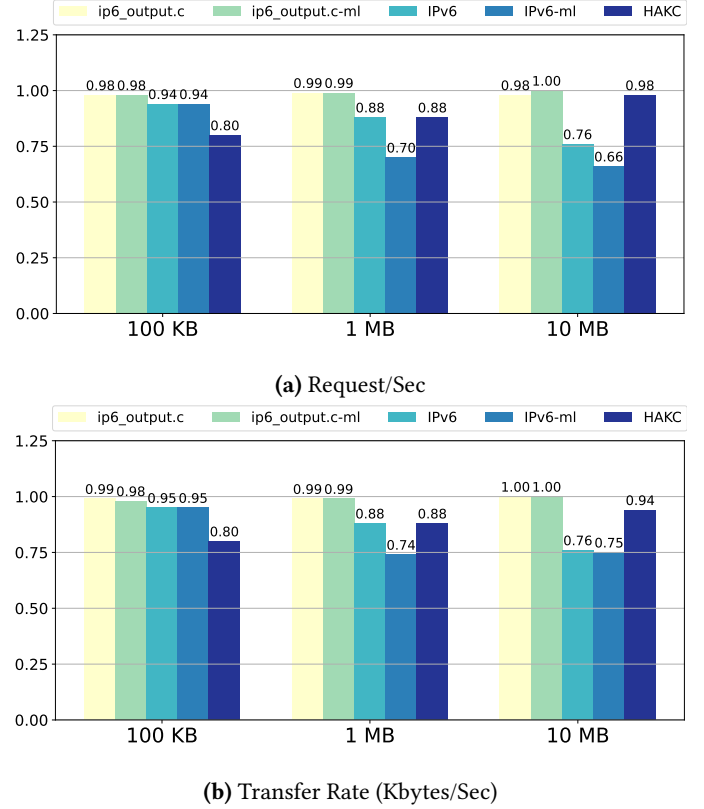 ip6_output.c ip6_output.c-ml IPv6 IPv6-ml HAKC
1.25
1.00
0.75
0.50
0.25
0.00
0.98 0.98 0.94 0.94 0.80
0.99 0.99 0.88 0.70 0.88
0.98 1.00 0.76 0.66 0.98
100 KB 1 MB 10 MB
(a) Request/Sec
ip6_output.c ip6_output.c-ml IPv6 IPv6-ml HAKC
1.25
1.00
0.75
0.50
0.25
0.00
0.99 0.98 0.95 0.95 0.80
0.99 0.99 0.88 0.74 0.88
1.00 1.00 0.76 0.75 0.94
100 KB 1 MB 10 MB
(b) Transfer Rate (Kbytes/Sec)